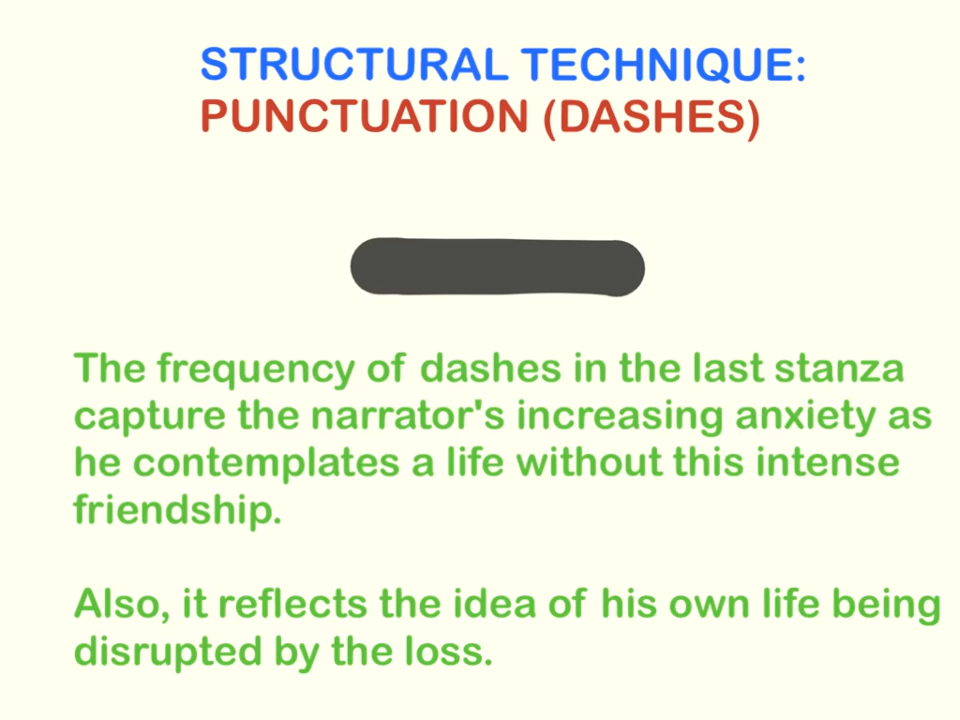 STRUCTURAL TECHNIQUE:
PUNCTUATION (DASHES)
The frequency of dashes in the last stanza
capture the narrator's increasing anxiety as
he contemplates a life without this intense
friendship.
Also, it reflects the idea of his own life being
disrupted by the loss.